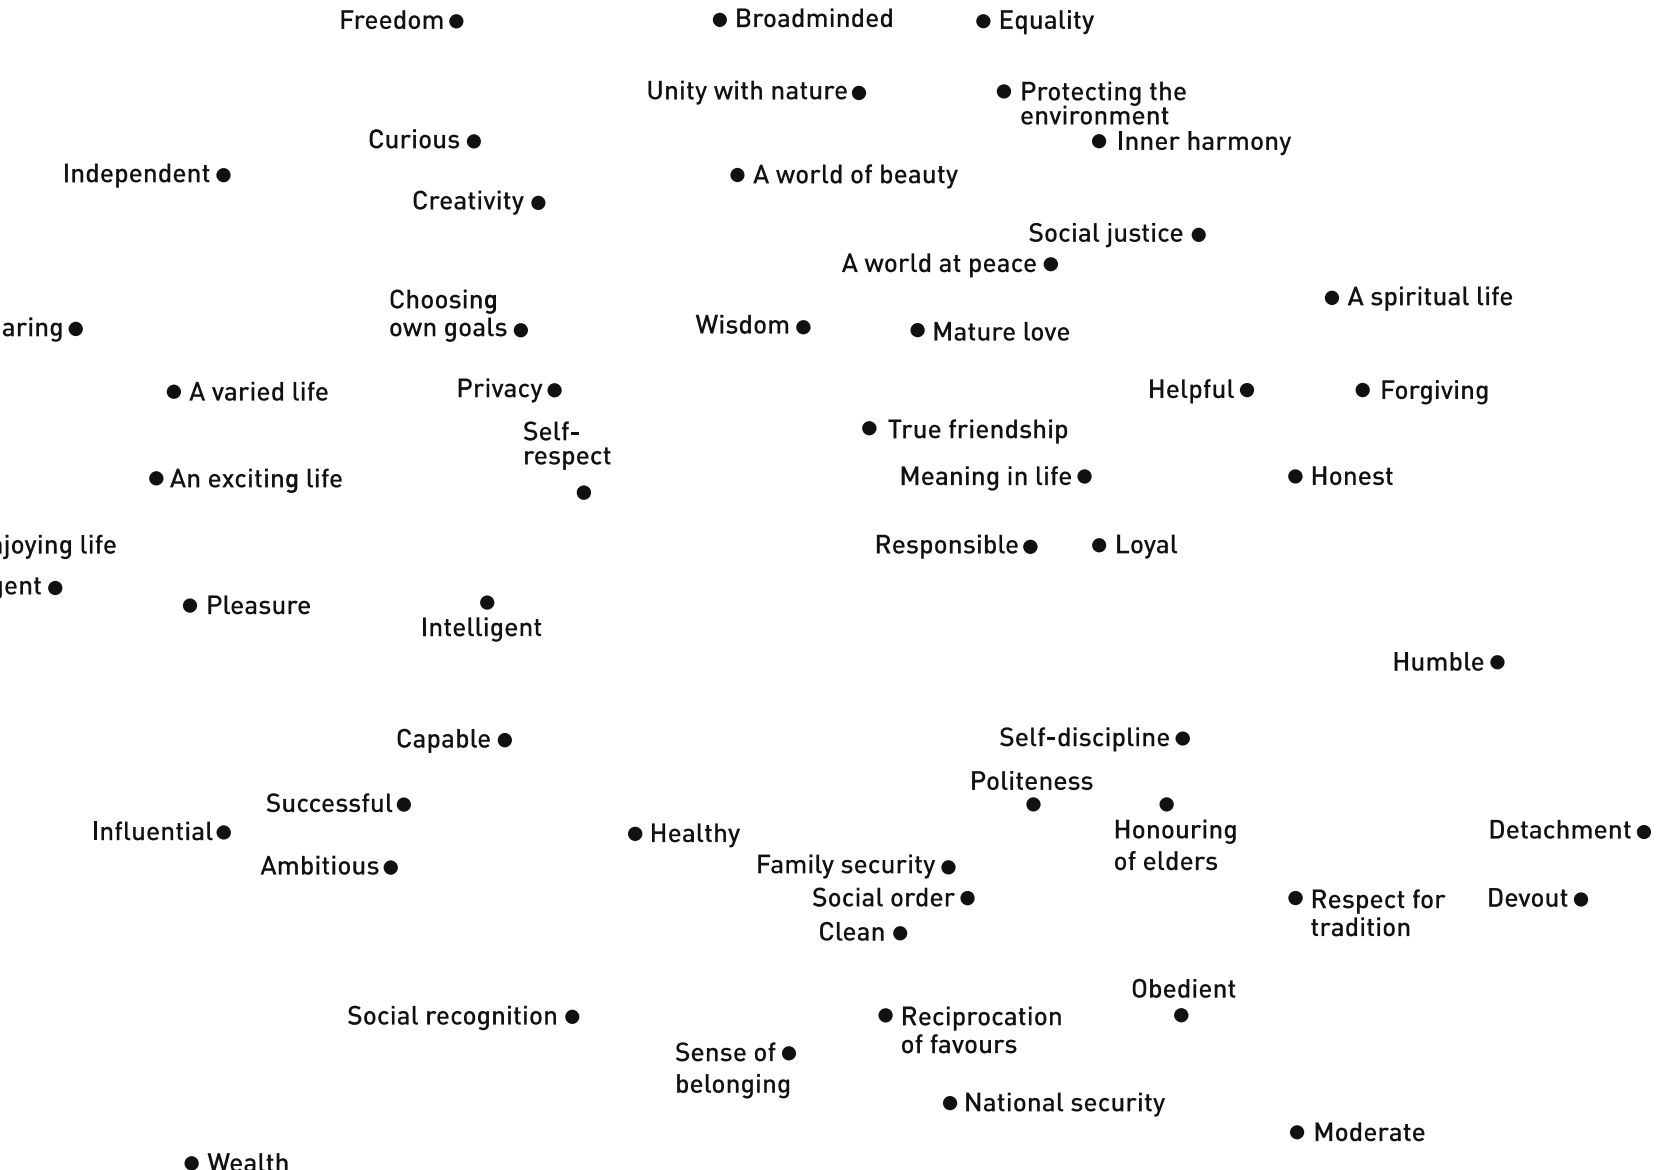 Freedom
Broadminded
Equality
Unity with nature
Protecting the
environment
Curious
Inner harmony
Independent
A world of beauty
Creativity
Social justice
A world at peace
Choosing
own goals
A spiritual life
aring
Wisdom
Mature love
A varied life
Privacy
Helpful
Forgiving
Self-
respect
True friendship
An exciting life
Meaning in life
Honest
joying life
Responsible
Loyal
gent
Pleasure
Intelligent
Humble
Capable
Self-discipline
Politeness
Successful
Influential
Healthy
Honouring
of elders
Detachment
Ambitious
Family security
Social order
Respect for
tradition
Devout
Clean
Obedient
Social recognition
Reciprocation
of favours
Sense of
belonging
National security
Moderate
Wealth